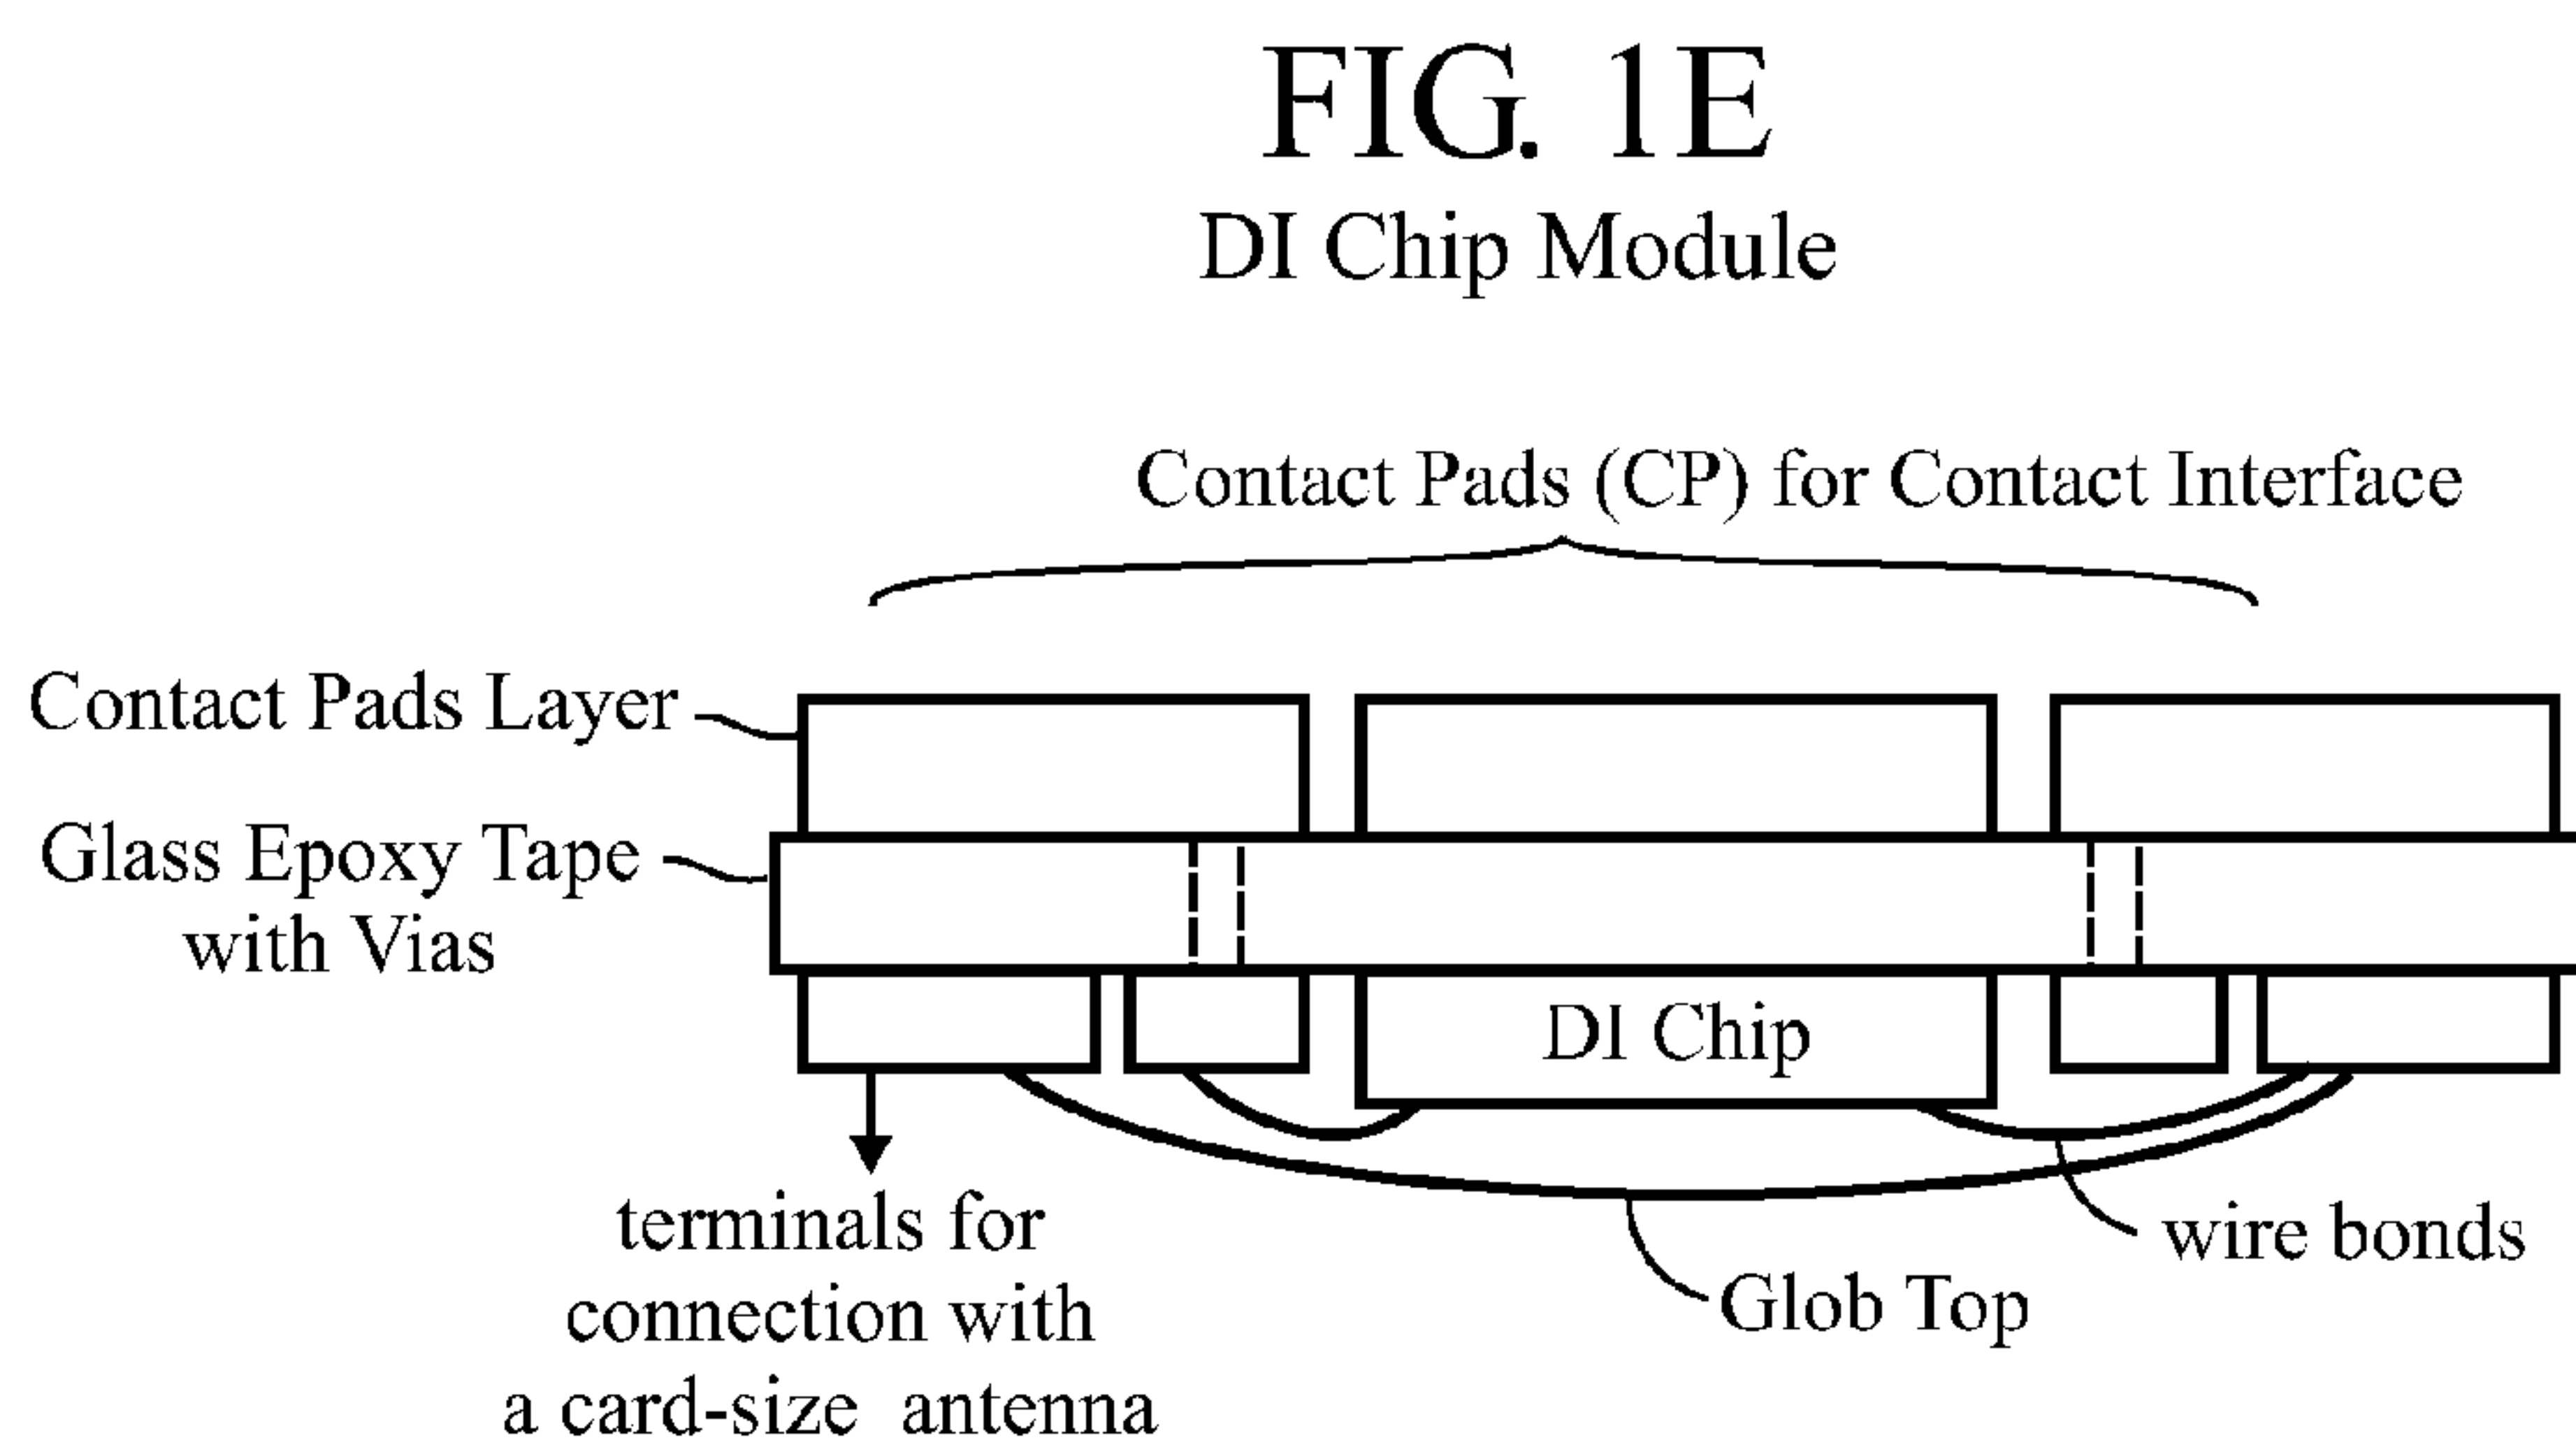 FIG. 1E
DI Chip Module
Contact Pads (CP) for Contact Interface
Contact Pads Layer
Glass Epoxy Tape
with Vias
DI Chip
terminals for
connection with
a card-size antenna
wire bonds
Glob Top